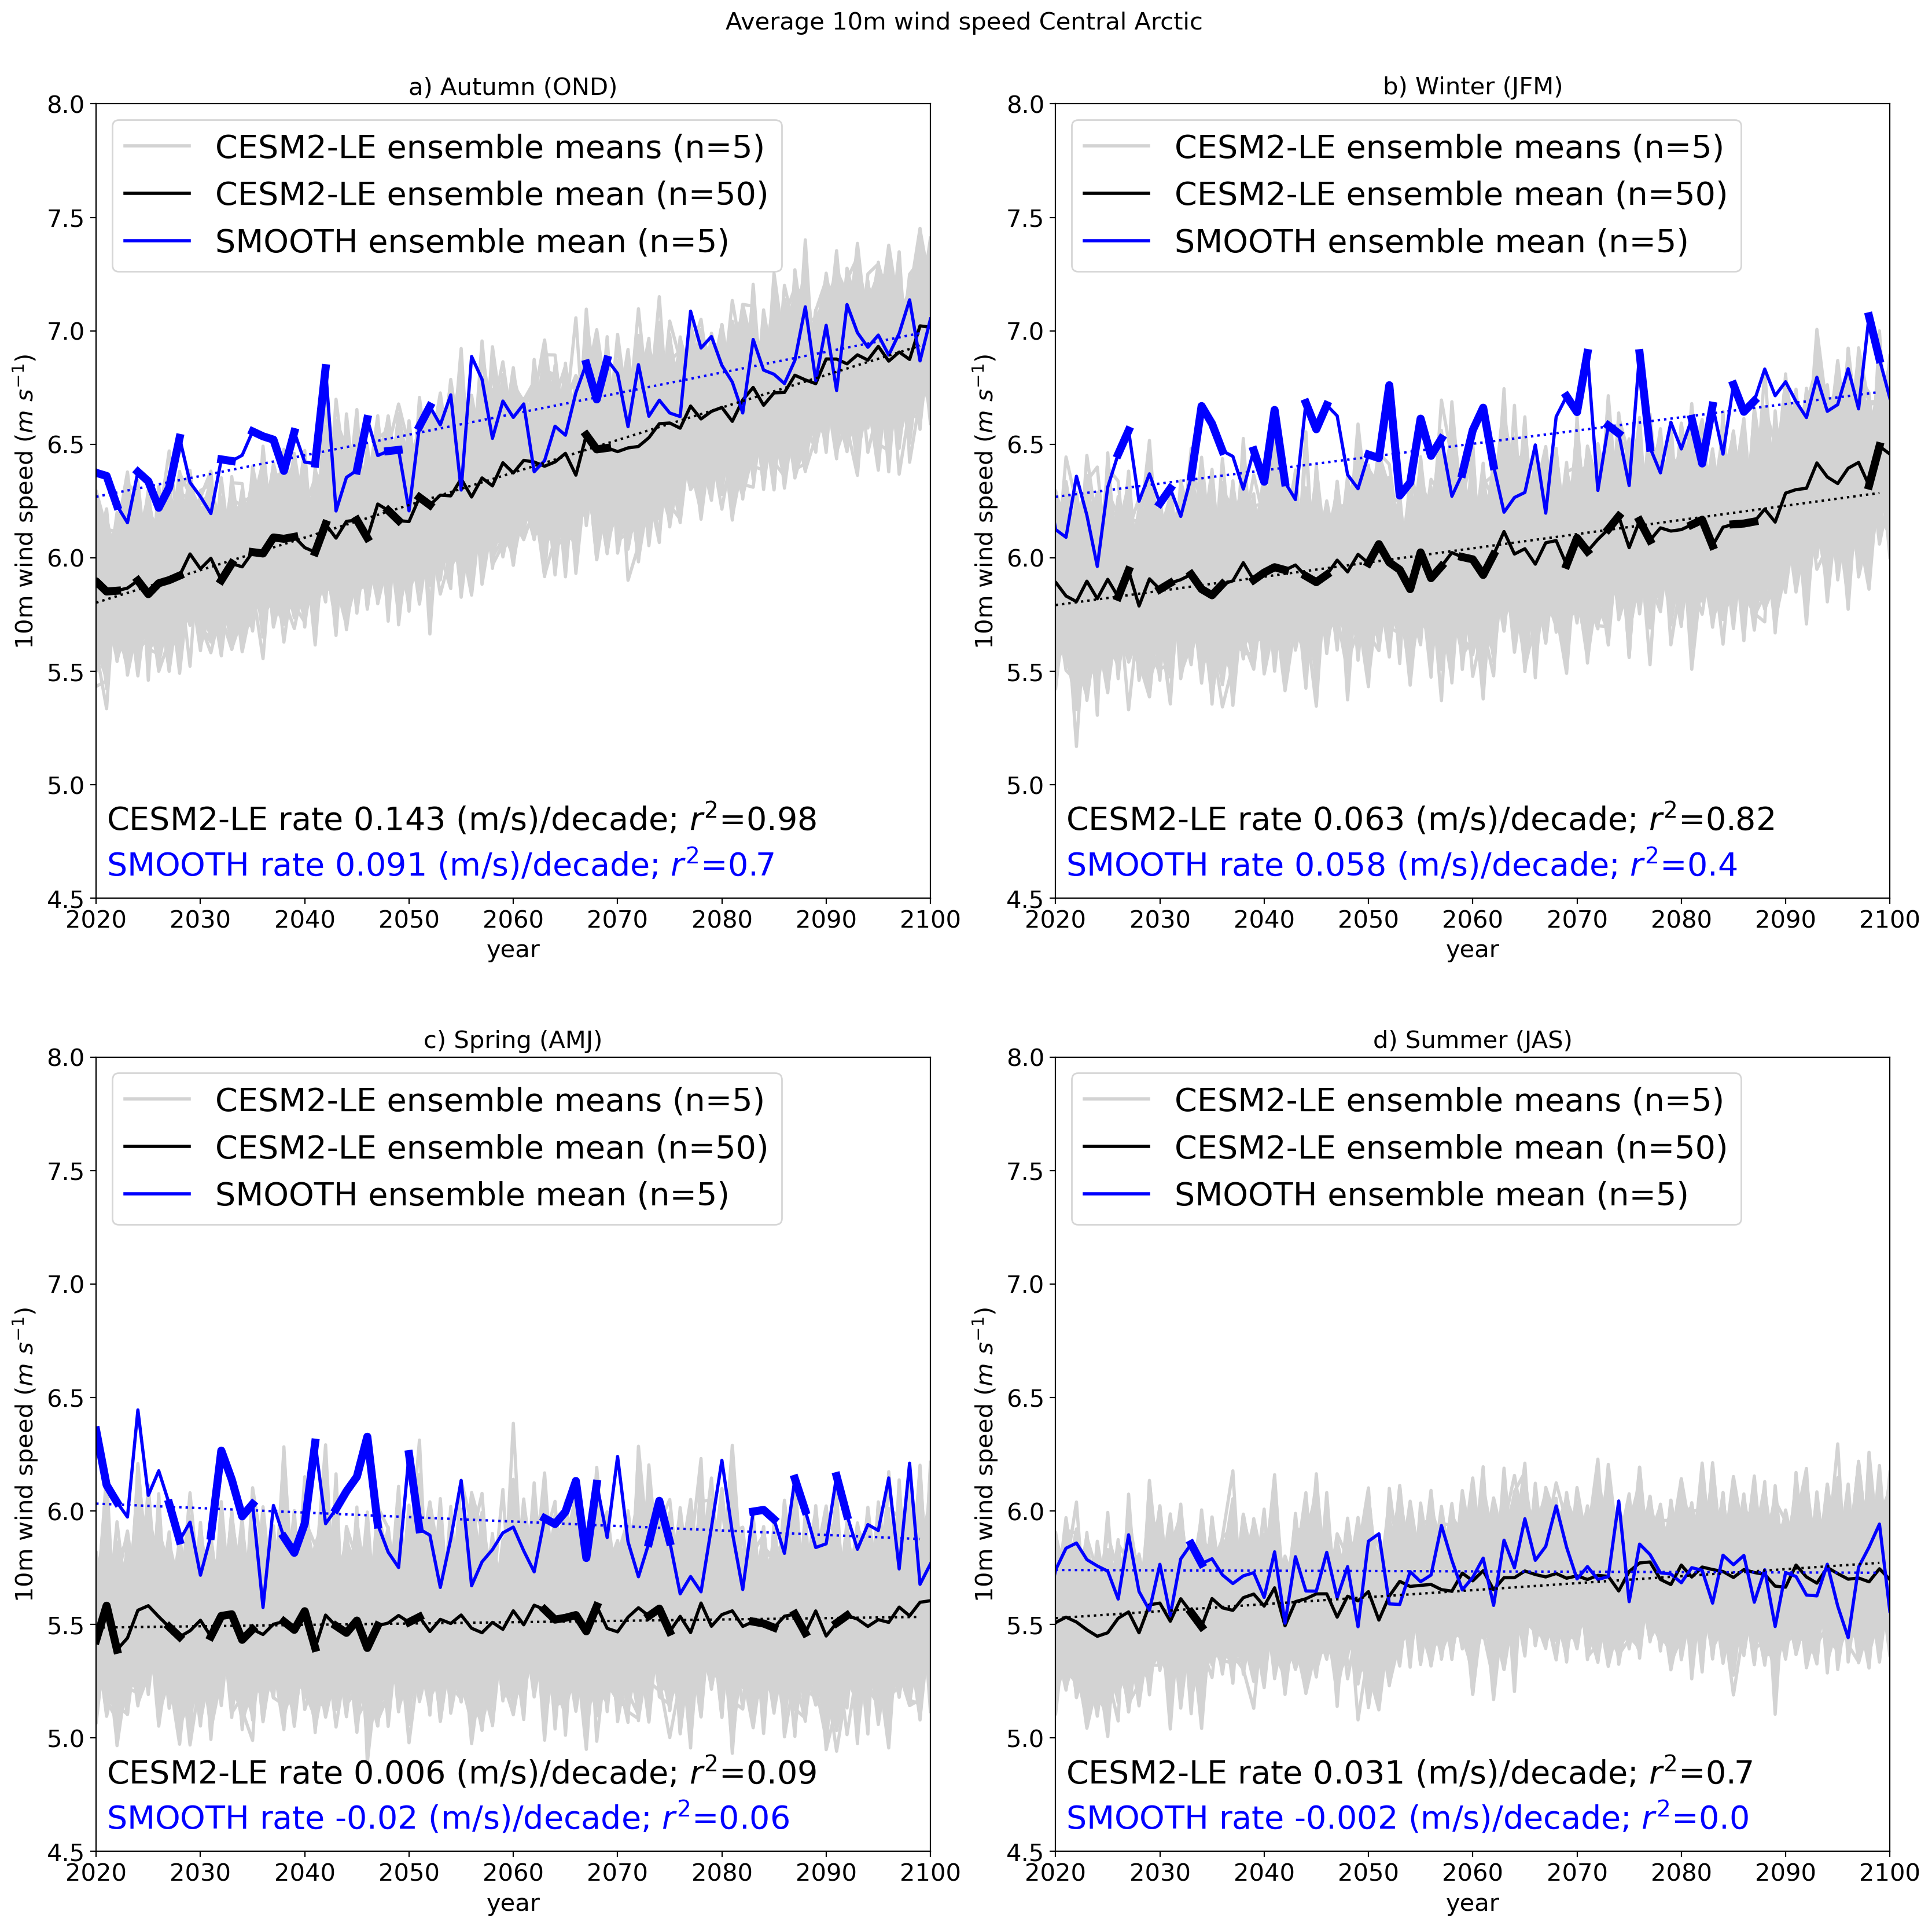 Average 10m wind speed Central Arctic
a) Autumn (OND)
8.0
7.5
7.0
6.5
6.0
5.5
5.0
4.5
10m wind speed (m s⁻¹)
CESM2-LE ensemble means (n=5)
CESM2-LE ensemble mean (n=50)
SMOOTH ensemble mean (n=5)
CESM2-LE rate 0.143 (m/s)/decade; r²=0.98
SMOOTH rate 0.091 (m/s)/decade; r²=0.7
2020 2030 2040 2050 2060 2070 2080 2090 2100
year
b) Winter (JFM)
8.0
7.5
7.0
6.5
6.0
5.5
5.0
4.5
10m wind speed (m s⁻¹)
CESM2-LE ensemble means (n=5)
CESM2-LE ensemble mean (n=50)
SMOOTH ensemble mean (n=5)
CESM2-LE rate 0.063 (m/s)/decade; r²=0.82
SMOOTH rate 0.058 (m/s)/decade; r²=0.4
2020 2030 2040 2050 2060 2070 2080 2090 2100
year
c) Spring (AMJ)
8.0
7.5
7.0
6.5
6.0
5.5
5.0
4.5
10m wind speed (m s⁻¹)
CESM2-LE ensemble means (n=5)
CESM2-LE ensemble mean (n=50)
SMOOTH ensemble mean (n=5)
CESM2-LE rate 0.006 (m/s)/decade; r²=0.09
SMOOTH rate -0.02 (m/s)/decade; r²=0.06
2020 2030 2040 2050 2060 2070 2080 2090 2100
year
d) Summer (JAS)
8.0
7.5
7.0
6.5
6.0
5.5
5.0
4.5
10m wind speed (m s⁻¹)
CESM2-LE ensemble means (n=5)
CESM2-LE ensemble mean (n=50)
SMOOTH ensemble mean (n=5)
CESM2-LE rate 0.031 (m/s)/decade; r²=0.7
SMOOTH rate -0.002 (m/s)/decade; r²=0.0
2020 2030 2040 2050 2060 2070 2080 2090 2100
year